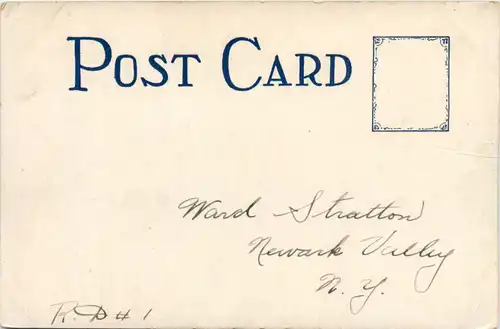 POST CARD
Ward Stratton
Newark Valley
N. Y.
R. D # 1